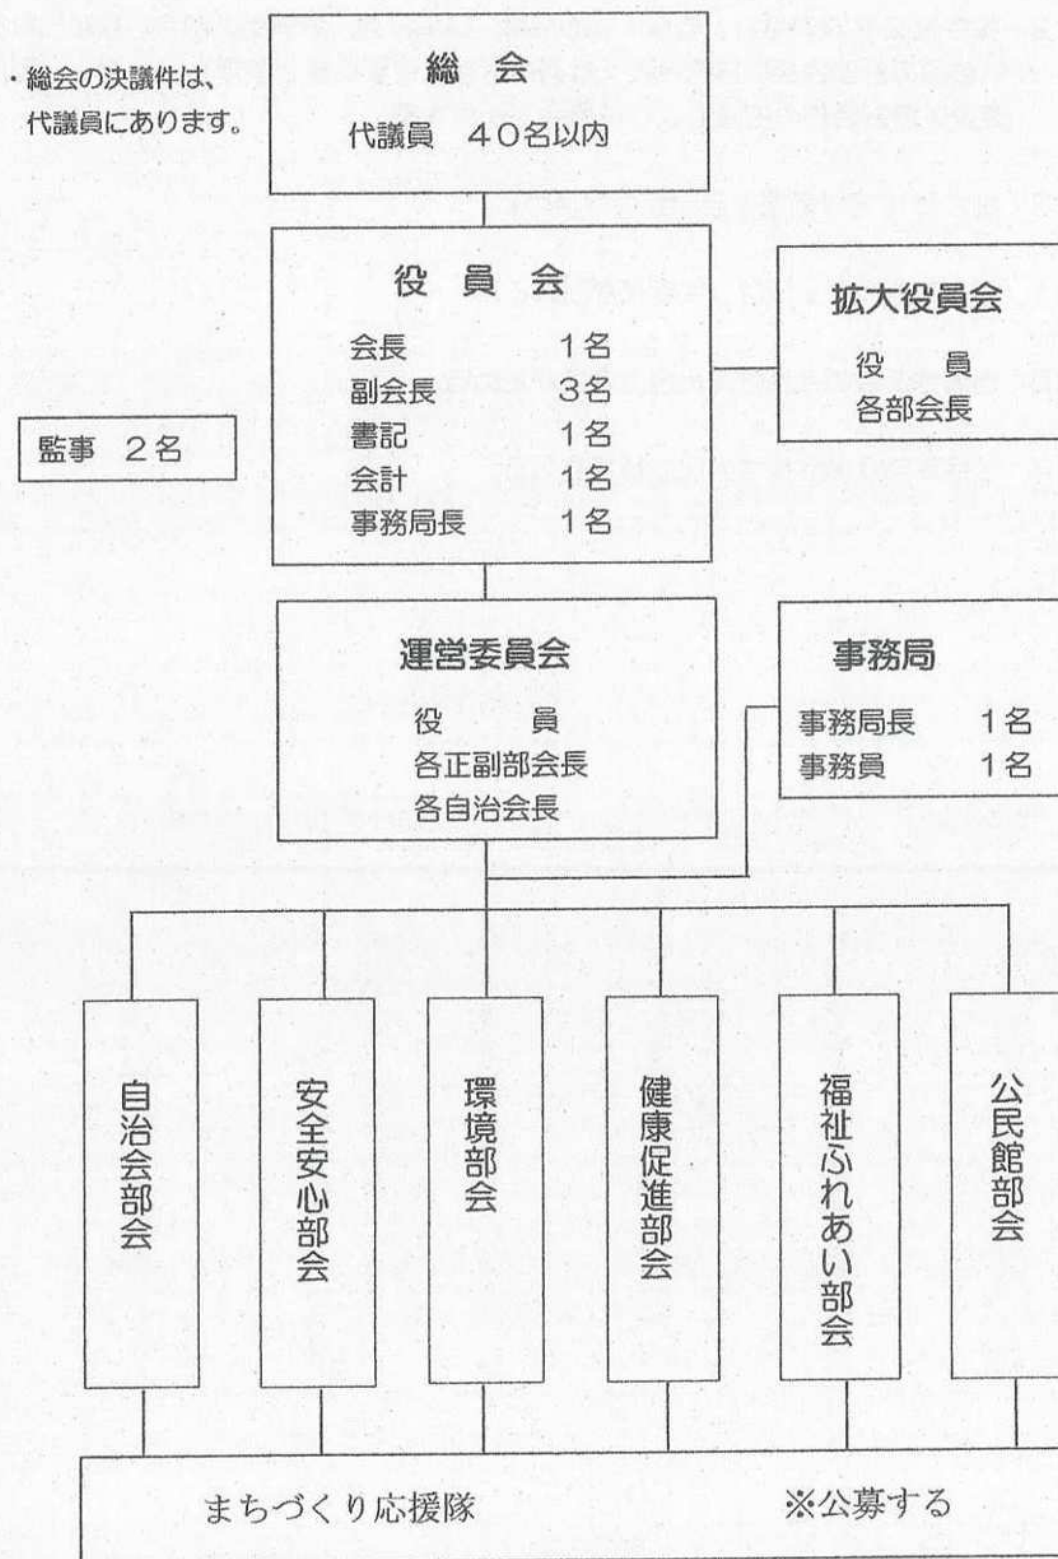 ・総会の決議件は、
代議員にあります。
総 会
代議員 40名以内
役 員 会
会長 1名
副会長 3名
書記 1名
会計 1名
事務局長 1名
拡大役員会
役 員
各部会長
監事 2名
運営委員会
役 員
各正副部会長
各自治会長
事務局
事務局長 1名
事務員 1名
自治会部会
安全安心部会
環境部会
健康促進部会
福祉ふれあい部会
公民館部会
まちづくり応援隊 ※公募する